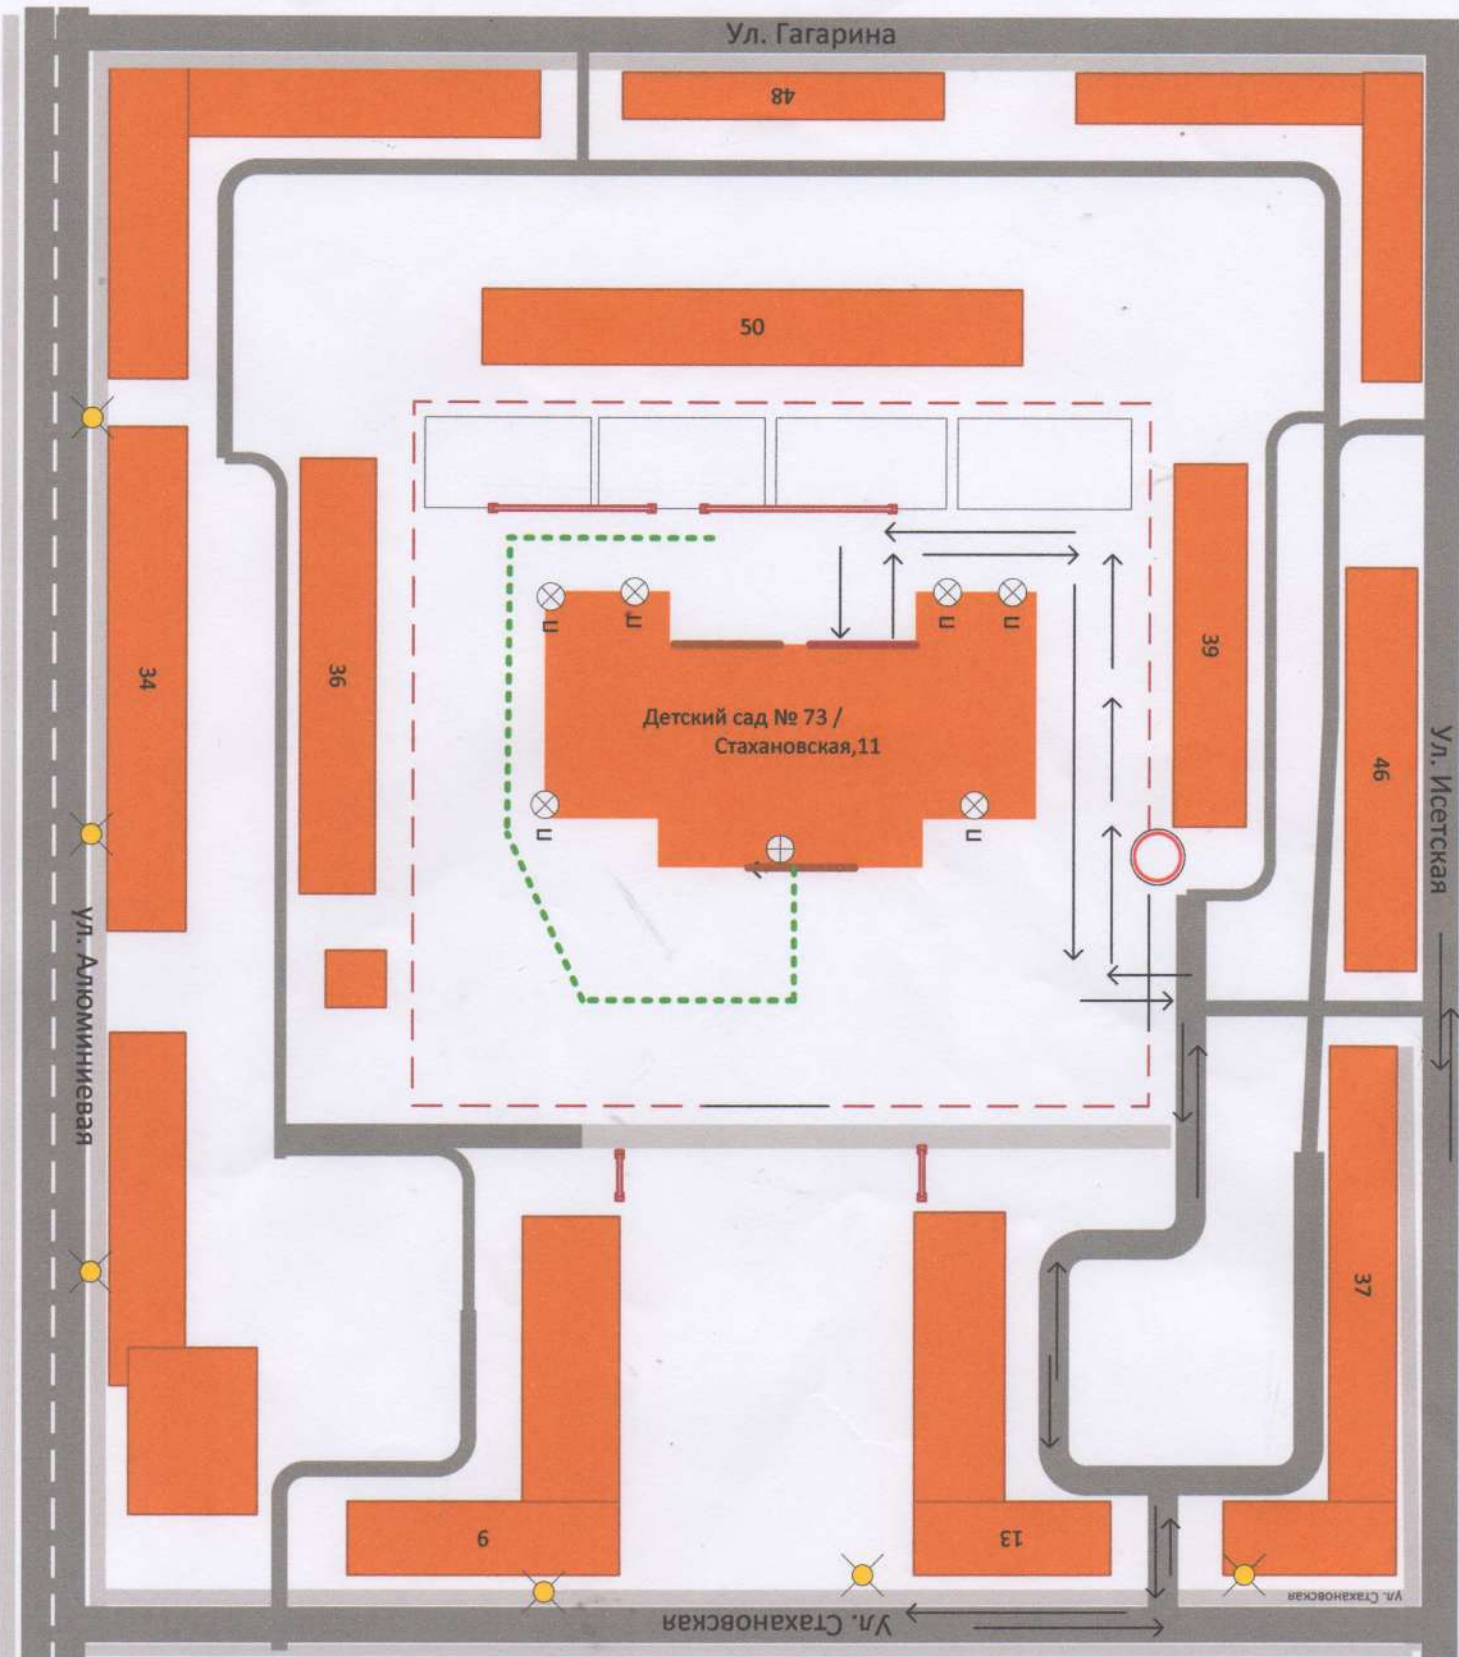 Ул. Гагарина
48
50
34
36
п
п
п
п
39
Детский сад № 73 /
Стахановская,11
46
Ул. Исетская
п
п
ул. Алюминиевая
37
9
13
ул. Стахановская
Ул. Стахановская